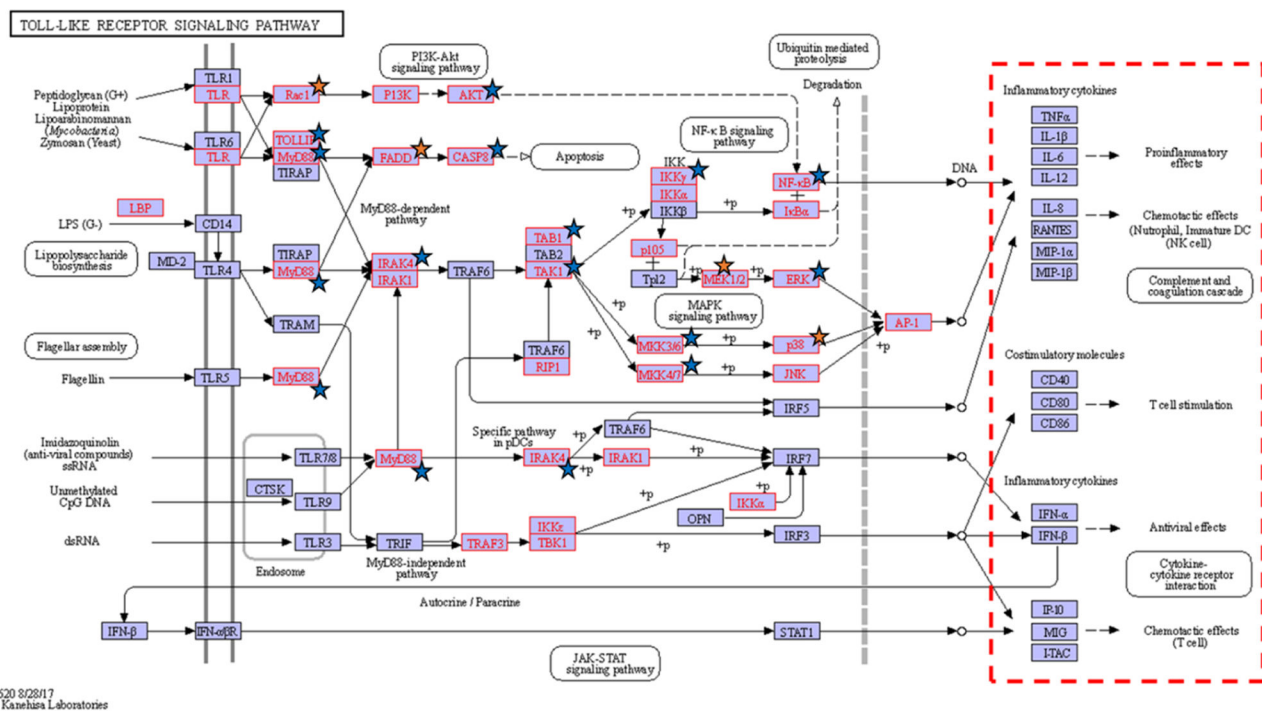 TOLL-LIKE RECEPTOR SIGNALING PATHWAY
PI3K-Akt
signaling pathway
Ubiquitin mediated
proteolysis
Degradation
Peptidoglycan (G+)
Lipoprotein
Lipoarabinomannan
(Mycobacteria)
Zymosan (Yeast)
TLR1
TLR
Rac1
P13K
AKT
TLR6
TLR
TOLLIP
MyD88
TIRAP
FADD
CASP8
Apoptosis
NF-κ B signaling
pathway
IKK
IKKγ
IKKα
IKKβ
NF-κB
+
IκBα
DNA
+p
+p
LBP
LPS (G-)
CD14
MyD88-dependent
pathway
Lipopolysaccharide
biosynthesis
MD-2
TLR4
TIRAP
MyD88
IRAK4
IRAK1
TRAF6
TAB1
TAB2
TAK1
p105
+
Tpl2
+p
MEK1/2
+p
ERK
MAPK
signaling pathway
TRAM
+p
+p
MKK3/6
+p
p38
AP-1
+p
Flagellar assembly
Flagellin
TLR5
MyD88
TRAF6
RIP1
MKK4/7
+p
JNK
IRF5
Imidazoquinolin
(anti-viral compounds)
ssRNA
TLR7/8
MyD88
Specific pathway
in pDCs
IRAK4
+p
+p
TRAF6
IRAK1
+p
IRF7
Unmethylated
CpG DNA
CTSK
TLR9
+p
IKKα
+p
OPN
dsRNA
TLR3
TRIF
TRAF3
IKKε
TBK1
+p
IRF3
Endosome
MyD88-independent
pathway
Autocrine / Paracrine
IFN-β
IFN-αβR
STAT1
JAK-STAT
signaling pathway
Inflammatory cytokines
TNFα
IL-1β
IL-6
IL-12
Proinflammatory
effects
IL-8
RANTES
MIP-1α
MIP-1β
Chemotactic effects
(Nutrophil, Immature DC
(NK cell)
Complement and
coagulation cascade
Costimulatory molecules
CD40
CD80
CD86
T cell stimulation
Inflammatory cytokines
IFN-α
IFN-β
Antiviral effects
Cytokine-
cytokine receptor
interaction
IP-10
MIG
I-TAC
Chemotactic effects
(T cell)
620 8/28/17
Kanehisa Laboratories